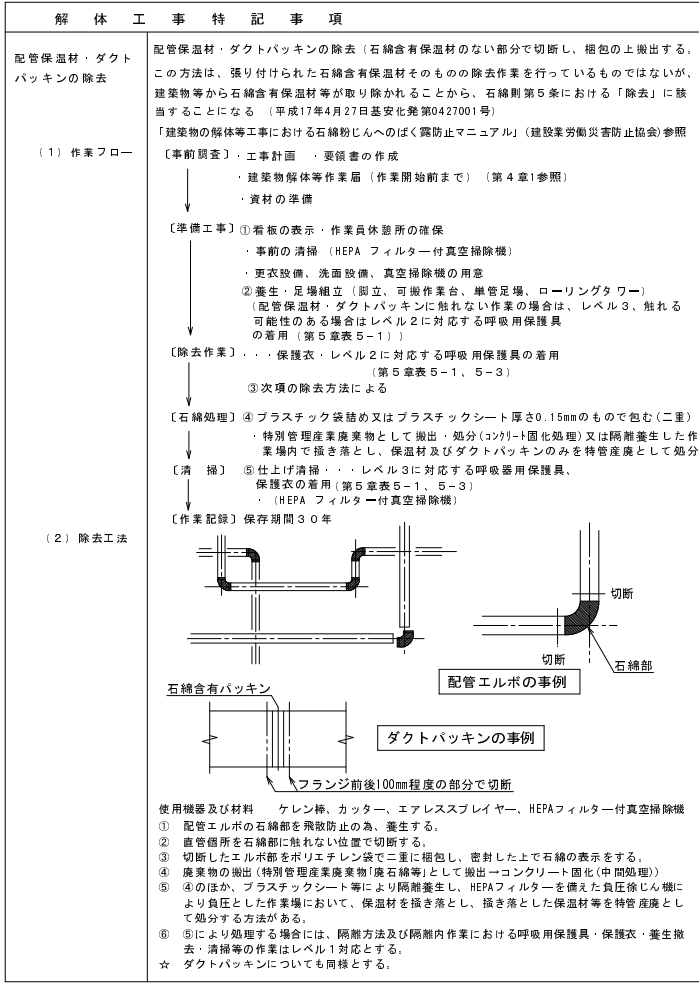 解体工事特記事項
配管保温材・ダクト
パッキンの除去
配管保温材・ダクトパッキンの除去（石綿含有保温材のない部分で切断し、梱包の上搬出する。
この方法は、張り付けられた石綿含有保温材そのものの除去作業を行っているものではないが、
建築物等から石綿含有保温材等が取り除かれることから、石綿則第５条における「除去」に該
当することになる （平成17年4月27日基安化発第0427001号）
「建築物の解体等工事における石綿粉じんへのばく露防止マニュアル」（建設業労働災害防止協会）参照
（１）作業フロー
〔事前調査〕・工事計画 ・要領書の作成
・建築物解体等作業届（作業開始前まで）（第４章1参照）
・資材の準備
〔準備工事〕①看板の表示・作業員休憩所の確保
・事前の清掃（HEPA フィルター付真空掃除機）
・更衣設備、洗面設備、真空掃除機の用意
②養生・足場組立（脚立、可搬作業台、単管足場、ローリングタワー）
（配管保温材・ダクトパッキンに触れない作業の場合は、レベル３、触れる
可能性のある場合はレベル２に対応する呼吸用保護具
の着用（第５章表５－１））
〔除去作業〕・・・保護衣・レベル２に対応する呼吸用保護具の着用
（第５章表５－１、５－３）
③次項の除去方法による
〔石綿処理〕④プラスチック袋詰め又はプラスチックシート厚さ0.15mmのもので包む（二重）
・特別管理産業廃棄物として搬出・処分（ｺﾝｸﾘｰﾄ固化処理）又は隔離養生した作
業場内で掻き落とし、保温材及びダクトパッキンのみを特管産廃として処分
〔清 掃〕⑤仕上げ清掃・・・レベル３に対応する呼吸器用保護具、
保護衣の着用（第５章表５－１、５－３）
・（HEPA フィルター付真空掃除機）
〔作業記録〕保存期間３０年
（２）除去工法
切断
切断
石綿部
配管エルボの事例
石綿含有パッキン
ダクトパッキンの事例
フランジ前後100mm程度の部分で切断
使用機器及び材料 ケレン棒、カッター、エアレススプレイヤー、HEPAフィルター付真空掃除機
① 配管エルボの石綿部を飛散防止の為、養生する。
② 直管個所を石綿部に触れない位置で切断する。
③ 切断したエルボ部をポリエチレン袋で二重に梱包し、密封した上で石綿の表示をする。
④ 廃棄物の搬出（特別管理産業廃棄物「廃石綿等」として搬出→コンクリート固化（中間処理））
⑤ ④のほか、プラスチックシート等により隔離養生し、HEPAフィルターを備えた負圧徐じん機に
より負圧とした作業場において、保温材を掻き落とし、掻き落とした保温材等を特管産廃とし
て処分する方法がある。
⑥ ⑤により処理する場合には、隔離方法及び隔離内作業における呼吸用保護具・保護衣・養生撤
去・清掃等の作業はレベル１対応とする。
☆ ダクトパッキンについても同様とする。